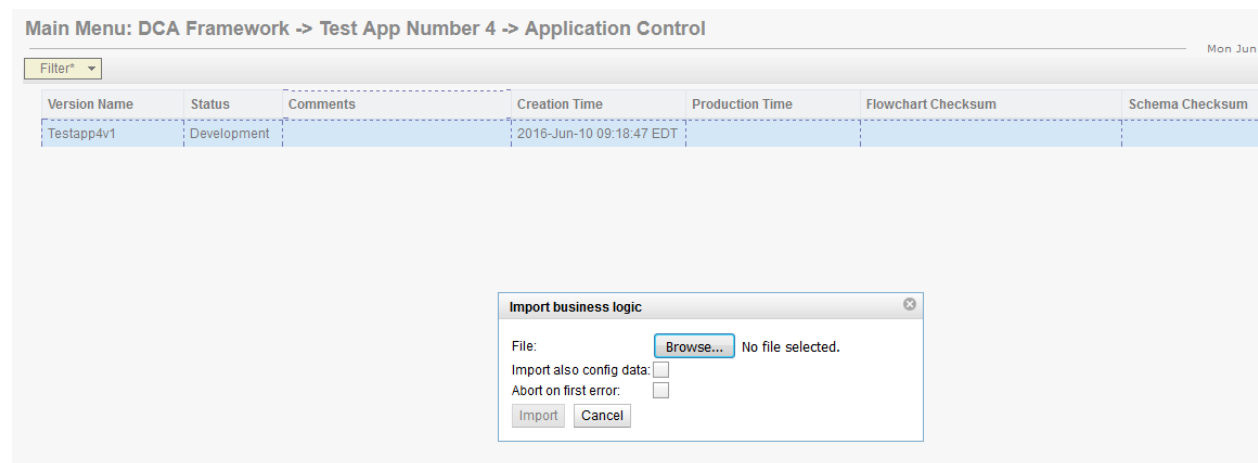 Main Menu: DCA Framework -> Test App Number 4 -> Application Control
Mon Jun
Filter*
Version Name Status Comments Creation Time Production Time Flowchart Checksum Schema Checksum
Testapp4v1 Development 2016-Jun-10 09:18:47 EDT
Import business logic
File: Browse... No file selected.
Import also config data:
Abort on first error:
Import Cancel